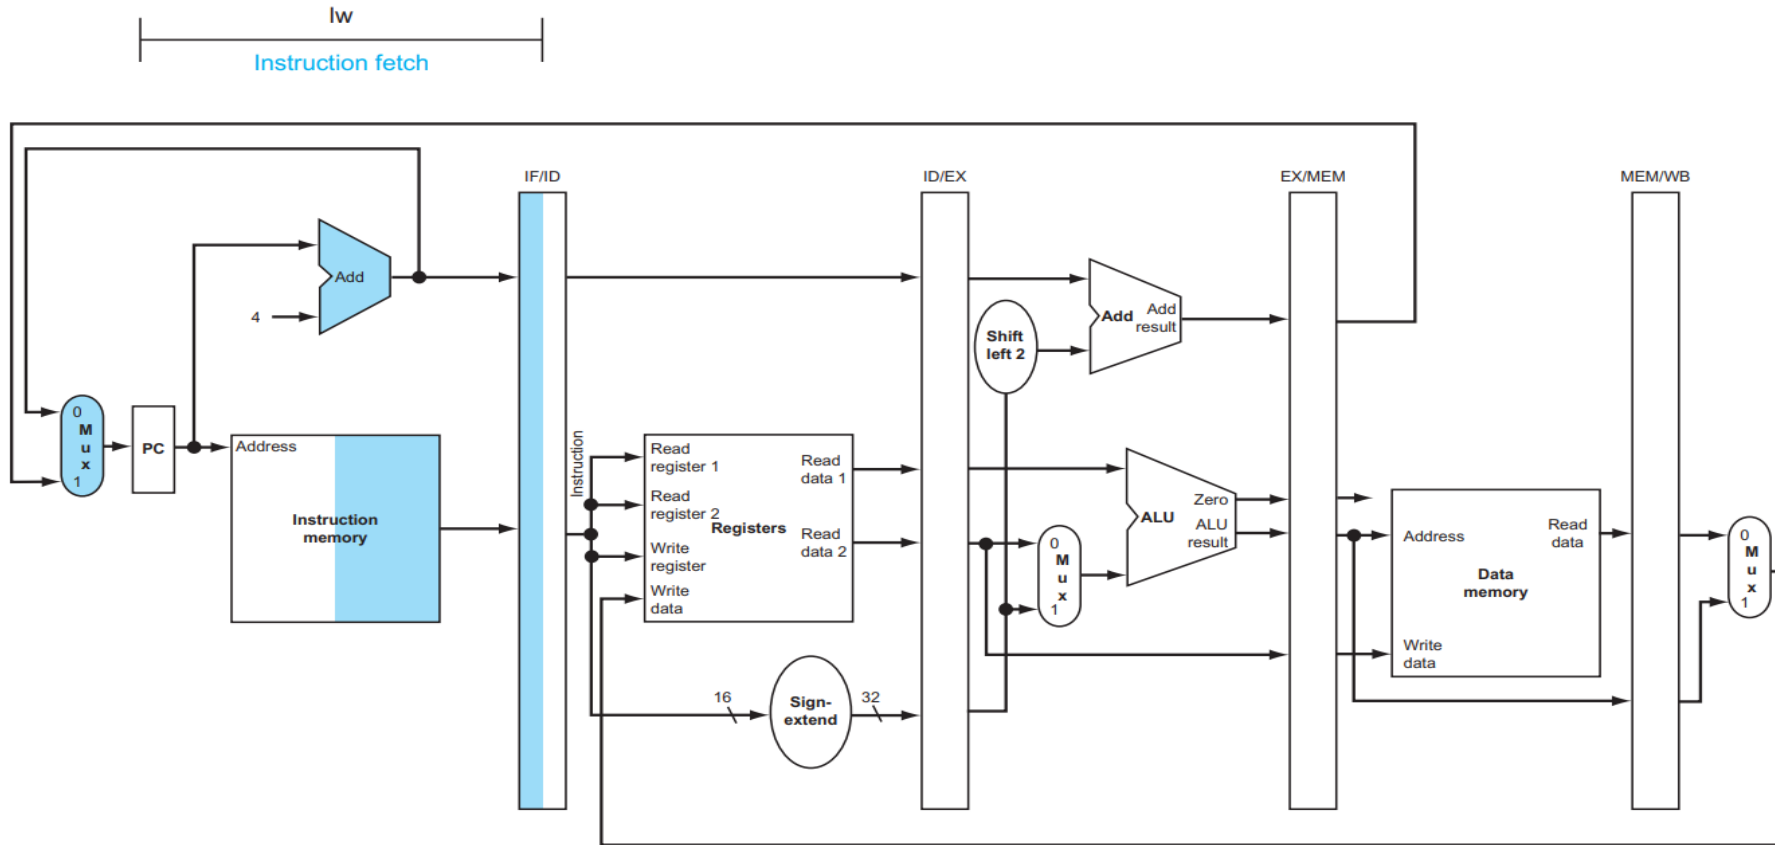 lw
Instruction fetch
IF/ID
ID/EX
EX/MEM
MEM/WB
Add
4
0
M
u
x
1
PC
Address
Instruction
memory
Instruction
Read
register 1
Read
register 2
Write
register
Write
data
Registers
Read
data 1
Read
data 2
16
Sign-
extend
32
Shift
left 2
Add
Add
result
0
M
u
x
1
ALU
Zero
ALU
result
Address
Write
data
Data
memory
Read
data
0
M
u
x
1